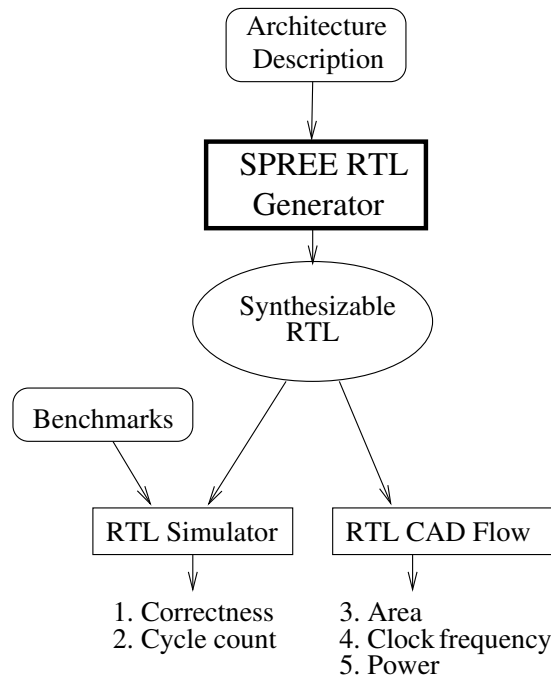 Architecture
Description
SPREE RTL
Generator
Synthesizable
RTL
Benchmarks
RTL Simulator
RTL CAD Flow
1. Correctness
2. Cycle count
3. Area
4. Clock frequency
5. Power